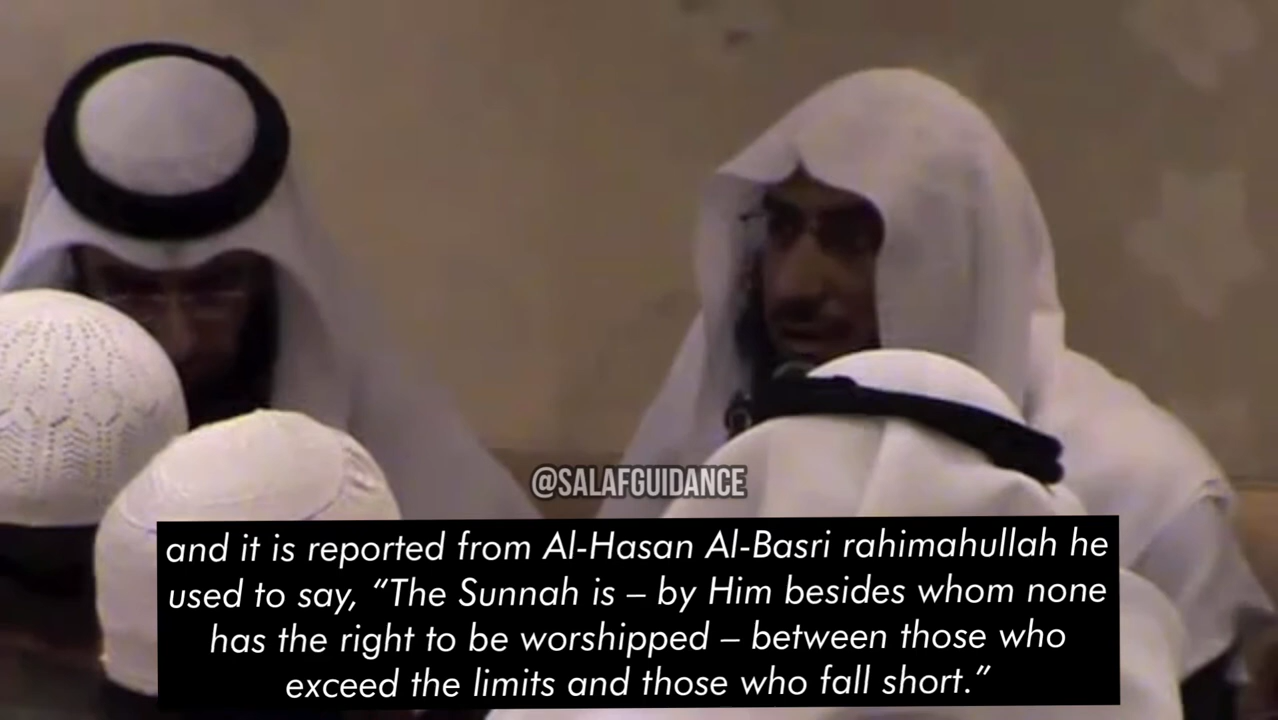 @SALAFGUIDANCE
and it is reported from Al-Hasan Al-Basri rahimahullah he
used to say, “The Sunnah is – by Him besides whom none
has the right to be worshipped – between those who
exceed the limits and those who fall short.”